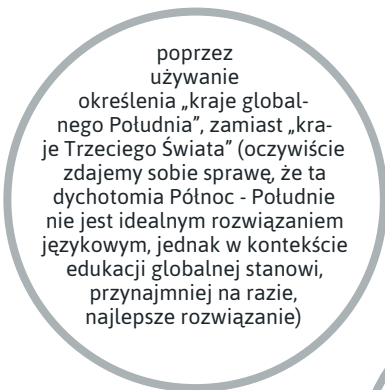 poprzez
używanie
określenia „kraje global-
nego Południa”, zamiast „kra-
je Trzeciego Świata” (oczywiście
zdajemy sobie sprawę, że ta
dychotomia Północ - Południe
nie jest idealnym rozwiązaniem
językowym, jednak w kontekście
edukacji globalnej stanowi,
przynajmniej na razie,
najlepsze rozwiązanie)